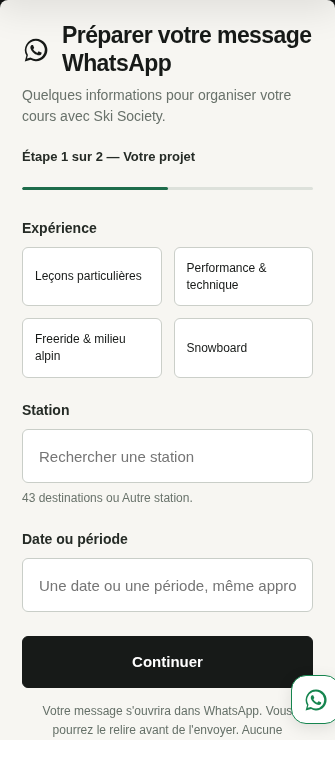 Préparer votre message
WhatsApp
Quelques informations pour organiser votre
cours avec Ski Society.
Étape 1 sur 2 — Votre projet
Expérience
Leçons particulières
Performance &
technique
Freeride & milieu
alpin
Snowboard
Station
Rechercher une station
43 destinations ou Autre station.
Date ou période
Une date ou une période, même appro
Continuer
Votre message s'ouvrira dans WhatsApp. Vous
pourrez le relire avant de l'envoyer. Aucune